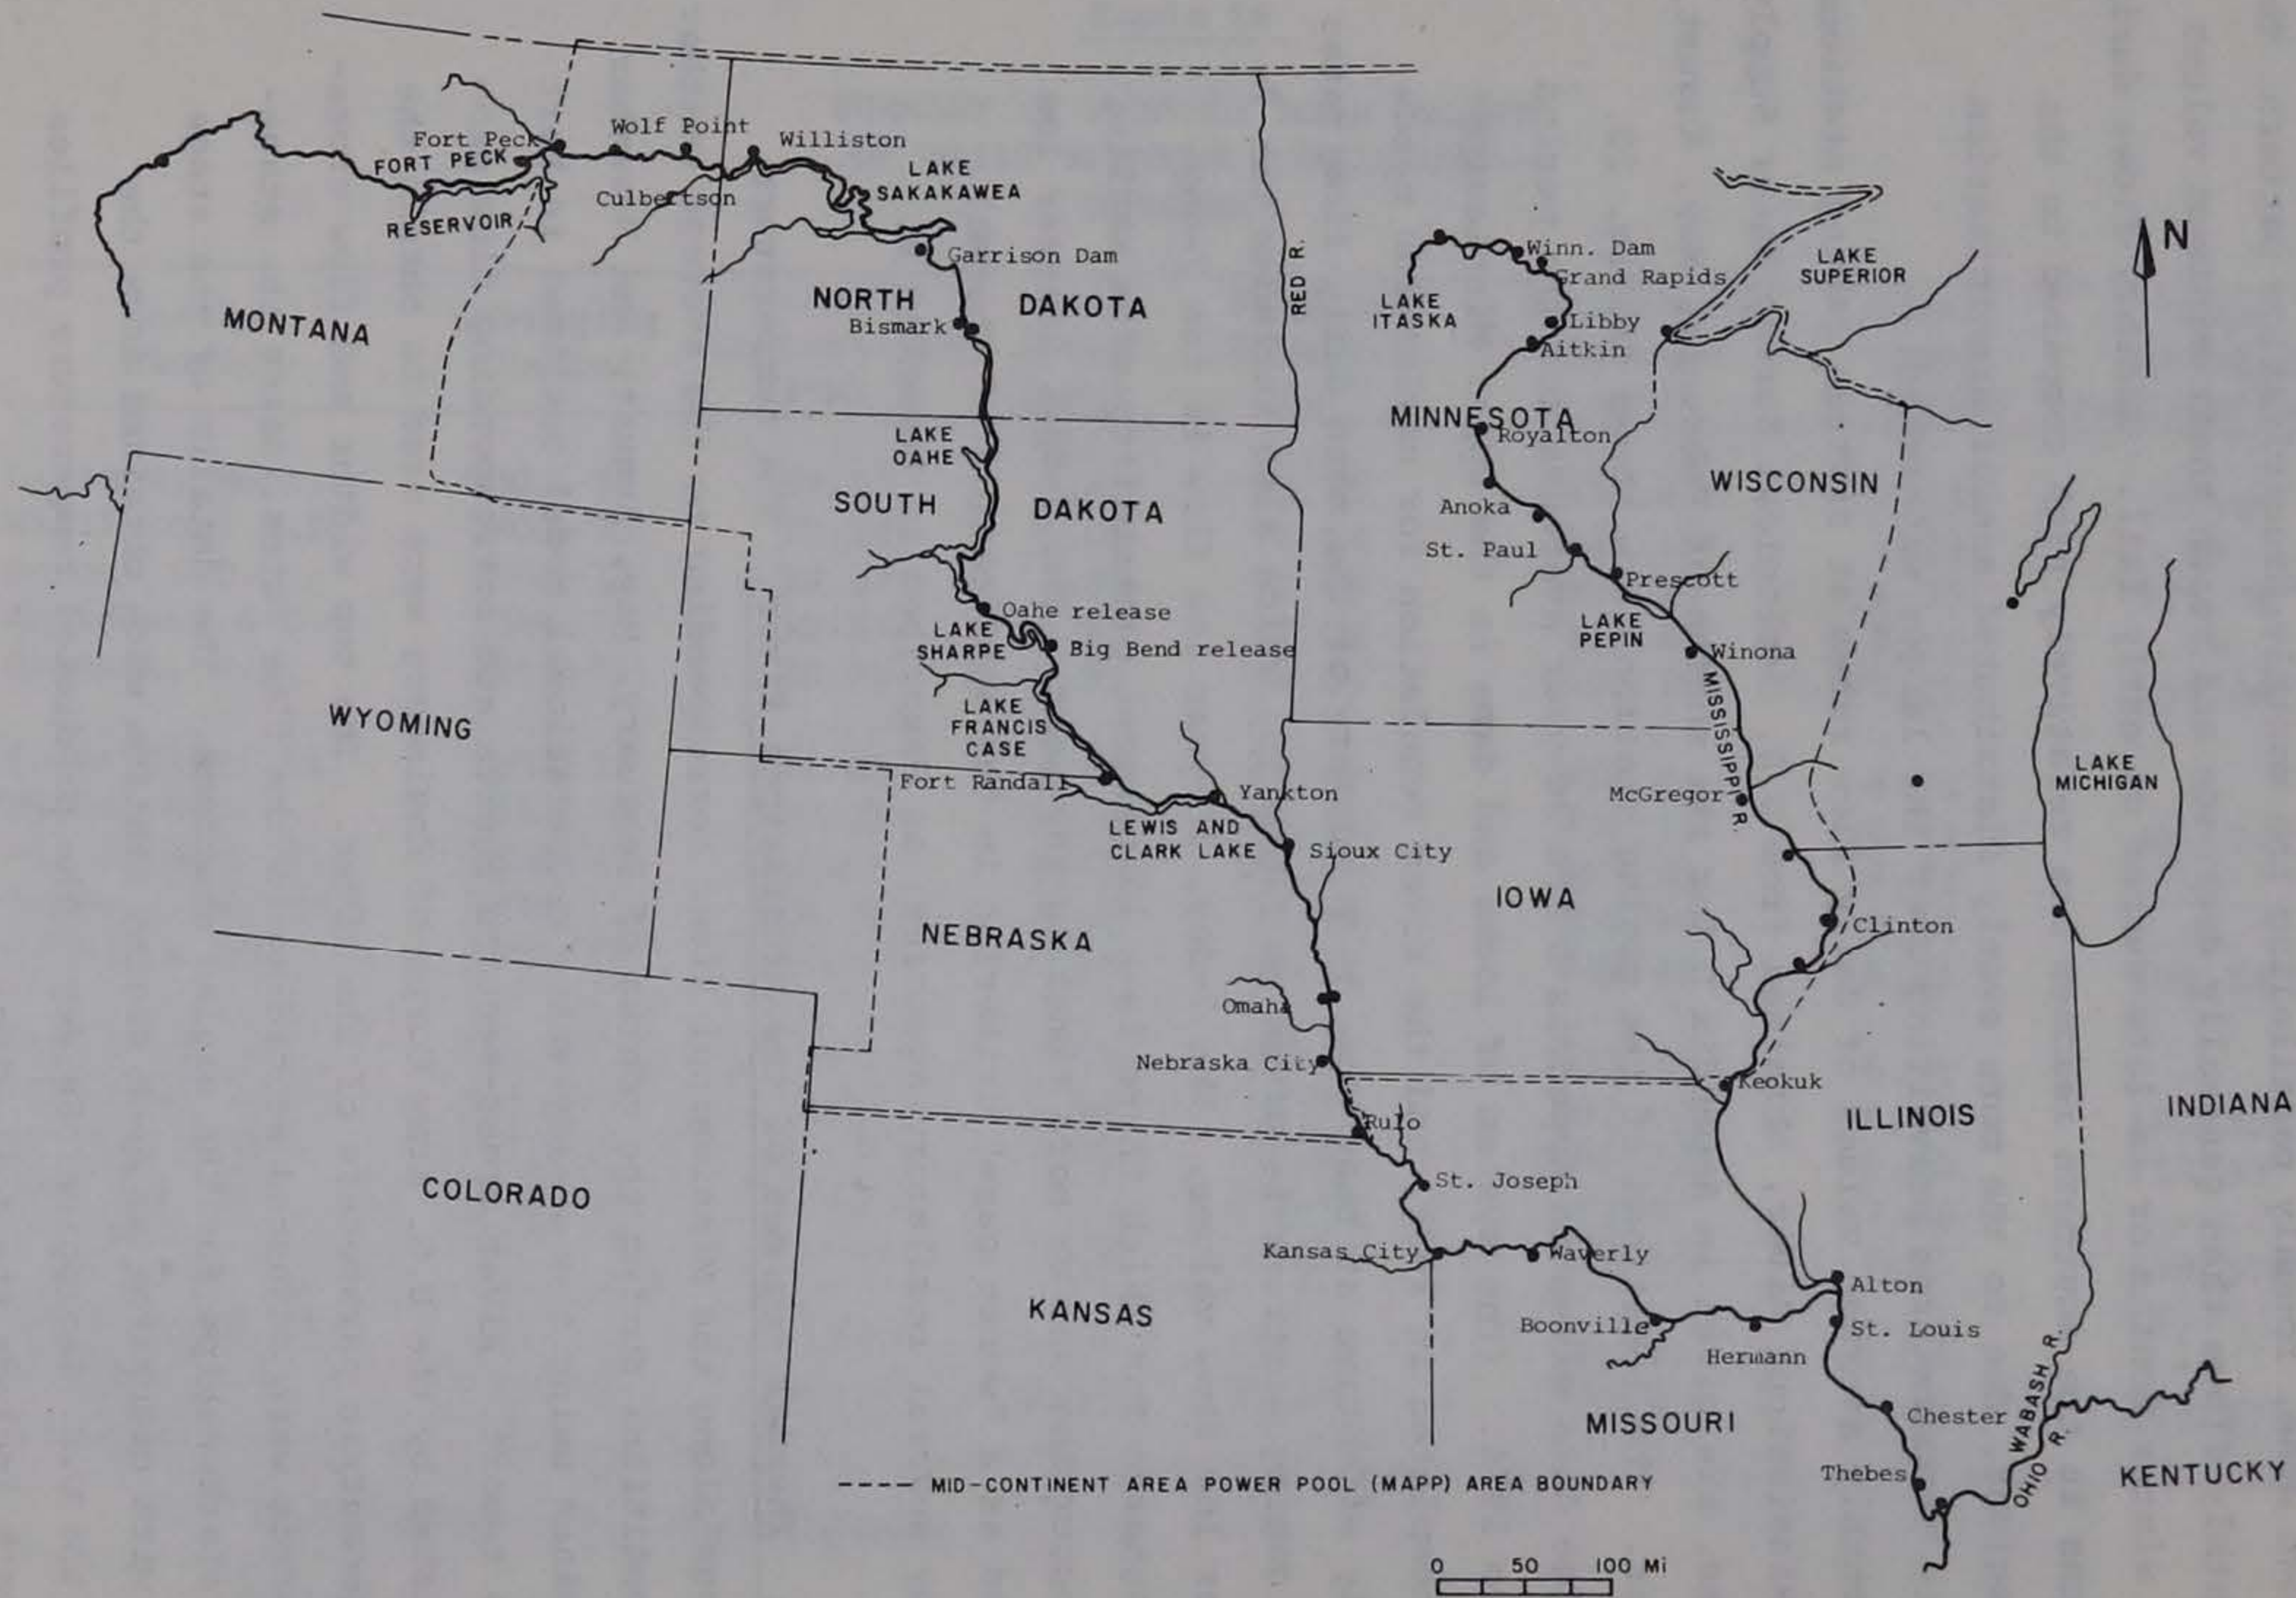 Fort Peck
Wolf Point
Williston
FORT PECK
RESERVOIR
Culbertson
LAKE
SAKAKAWEA
Garrison Dam
MONTANA
NORTH DAKOTA
Bismark
RED R.
LAKE
ITASKA
Winn. Dam
Grand Rapids
Libby
Aitkin
LAKE
SUPERIOR
N
MINNESOTA
Royalton
LAKE
OAHE
SOUTH DAKOTA
WISCONSIN
Anoka
St. Paul
Prescott
LAKE
PEPIN
Winona
Oahe release
LAKE
SHARPE
Big Bend release
WYOMING
LAKE
FRANCIS
CASE
Fort Randall
Yankton
LEWIS AND
CLARK LAKE
Sioux City
MISSISSIPPI R.
McGregor
LAKE
MICHIGAN
IOWA
Clinton
NEBRASKA
Omaha
Nebraska City
Keokuk
ILLINOIS
INDIANA
Rulo
COLORADO
St. Joseph
Kansas City
Waverly
Alton
KANSAS
Boonville
St. Louis
Hermann
MISSOURI
Chester
WABASH R.
OHIO R.
Thebes
KENTUCKY
---- MID-CONTINENT AREA POWER POOL (MAPP) AREA BOUNDARY
0 50 100 Mi